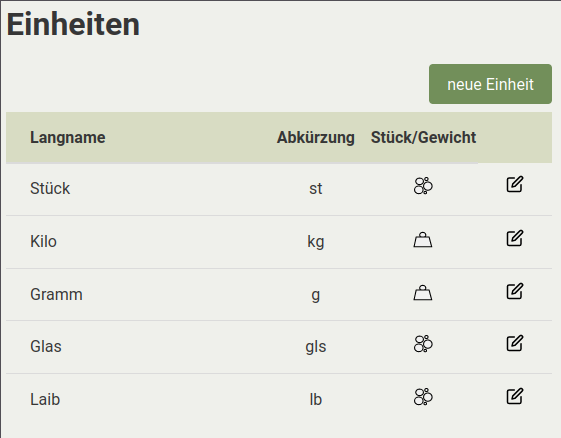 Einheiten
neue Einheit
Langname Abkürzung Stück/Gewicht
Stück st
Kilo kg
Gramm g
Glas gls
Laib lb